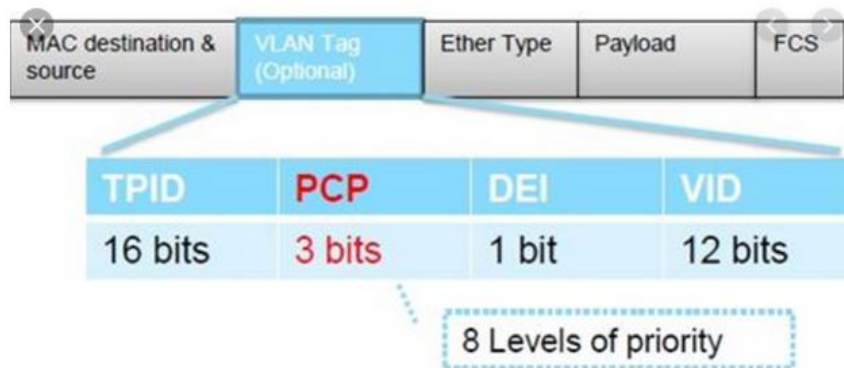 MAC destination & source
VLAN Tag (Optional)
Ether Type
Payload
FCS
TPID
PCP
DEI
VID
16 bits
3 bits
1 bit
12 bits
8 Levels of priority